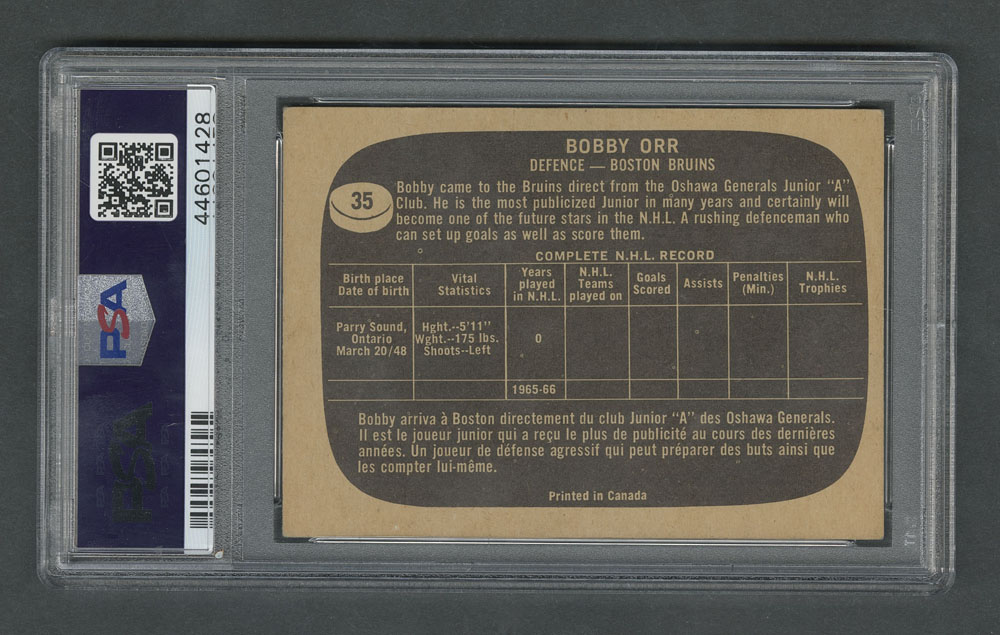 44601428
PSA
PSA
BOBBY ORR
DEFENCE — BOSTON BRUINS
35
Bobby came to the Bruins direct from the Oshawa Generals Junior "A"
Club. He is the most publicized Junior in many years and certainly will
become one of the future stars in the N.H.L. A rushing defenceman who
can set up goals as well as score them.
COMPLETE N.H.L. RECORD
Birth place
Date of birth
Vital
Statistics
Years
played
in N.H.L.
N.H.L.
Teams
played on
Goals
Scored
Assists
Penalties
(Min.)
N.H.L.
Trophies
Parry Sound,
Ontario
March 20/48
Hght.--5'11"
Wght.--175 lbs.
Shoots--Left
0
1965-66
Bobby arriva à Boston directement du club Junior "A" des Oshawa Generals.
Il est le joueur junior qui a reçu le plus de publicité au cours des dernières
années. Un joueur de défense agressif qui peut préparer des buts ainsi que
les compter lui-même.
Printed in Canada